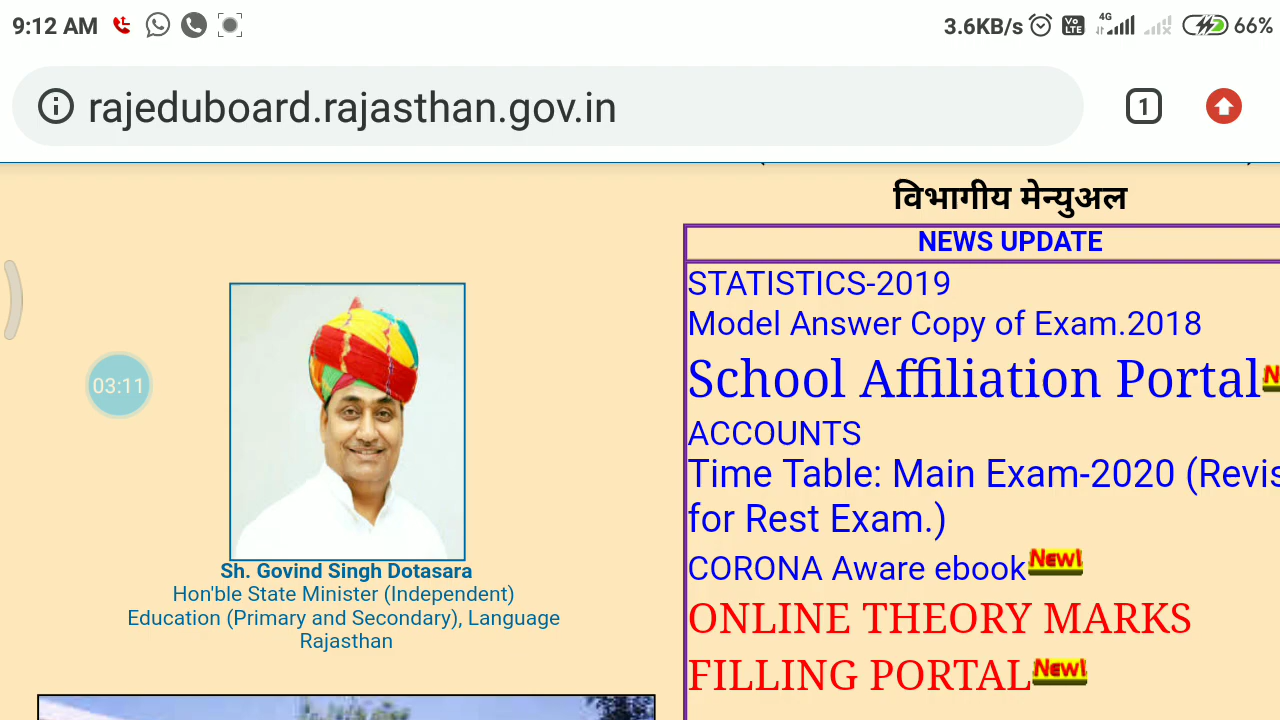 9:12 AM
3.6KB/s
Vo LTE
4G
66%
rajeduboard.rajasthan.gov.in
1
विभागीय मेन्युअल
NEWS UPDATE
STATISTICS-2019
Model Answer Copy of Exam.2018
School Affiliation Portal
ACCOUNTS
Time Table: Main Exam-2020 (Revis
for Rest Exam.)
CORONA Aware ebook New!
ONLINE THEORY MARKS
FILLING PORTAL New!
03:11
Sh. Govind Singh Dotasara
Hon'ble State Minister (Independent)
Education (Primary and Secondary), Language
Rajasthan